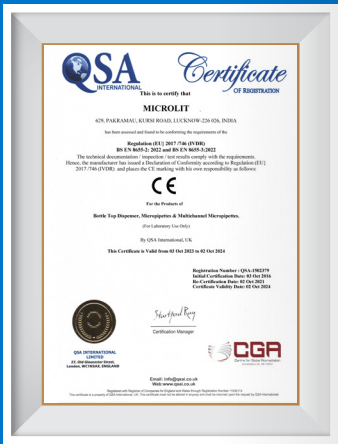 QSA
INTERNATIONAL
Certificate
OF REGISTRATION
This is to certify that
MICROLIT
629, PAKRAMAU, KURSI ROAD, LUCKNOW-226 026, INDIA
has been assessed and found to be conforming the requirements of the
Regulation (EU) 2017 /746 (IVDR)
BS EN 8655-2: 2022 and BS EN 8655-3:2022
The technical documentation / inspection / test results comply with the requirements.
Hence, the manufacturer has issued a Declaration of Conformity according to Regulation (EU)
2017 /746 (IVDR) and places the CE marking with his own responsibility as follows:
CE
For the Products of
Bottle Top Dispenser, Micropipettes & Multichannel Micropipettes.
(For Laboratory Use Only)
By QSA International, UK
This Certificate is Valid from 03 Oct 2023 to 02 Oct 2024
Registration Number : QSA-1502379
Initial Certification Date: 03 Oct 2016
Re-Certification Date: 02 Oct 2021
Certificate Validity Date: 02 Oct 2024
Certification Manager
QSA INTERNATIONAL
LIMITED
27, Old Gloucester Street,
London, WC1N3AX, ENGLAND
CGA
Email: info@qsai.co.uk
Web:www.qsai.co.uk